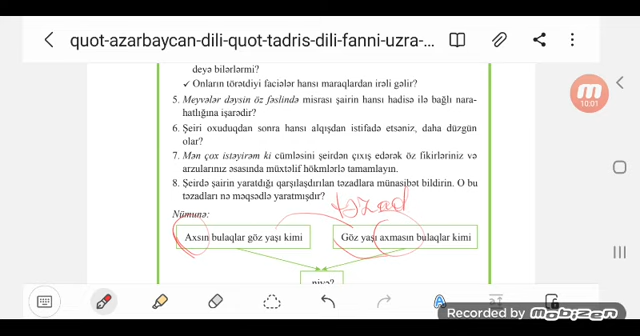 quot-azarbaycan-dili-quot-tadris-dili-fanni-uzra-...
deyə bilərlərmi?
✓ Onların törətdiyi faciələr hansı maraqlardan irəli gəlir?
10:01
5. Meyvələr dəysin öz fəslində misrası şairin hansı hadisə ilə bağlı nara-
hatlığına işarədir?
6. Şeiri oxuduqdan sonra hansı alqışdan istifadə etsəniz, daha düzgün
olar?
7. Mən çox istəyirəm ki cümləsini şeirdən çıxış edərək öz fikirləriniz və
arzularınız əsasında müxtəlif hökmlərlə tamamlayın.
8. Şeirdə şairin yaratdığı qarşılaşdırılan təzadlara münasibət bildirin. O bu
təzadları nə məqsədlə yaratmışdır?
təzad
Nümunə:
Axsın bulaqlar göz yaşı kimi
Göz yaşı axmasın bulaqlar kimi
niyə?
Recorded by
mobizen